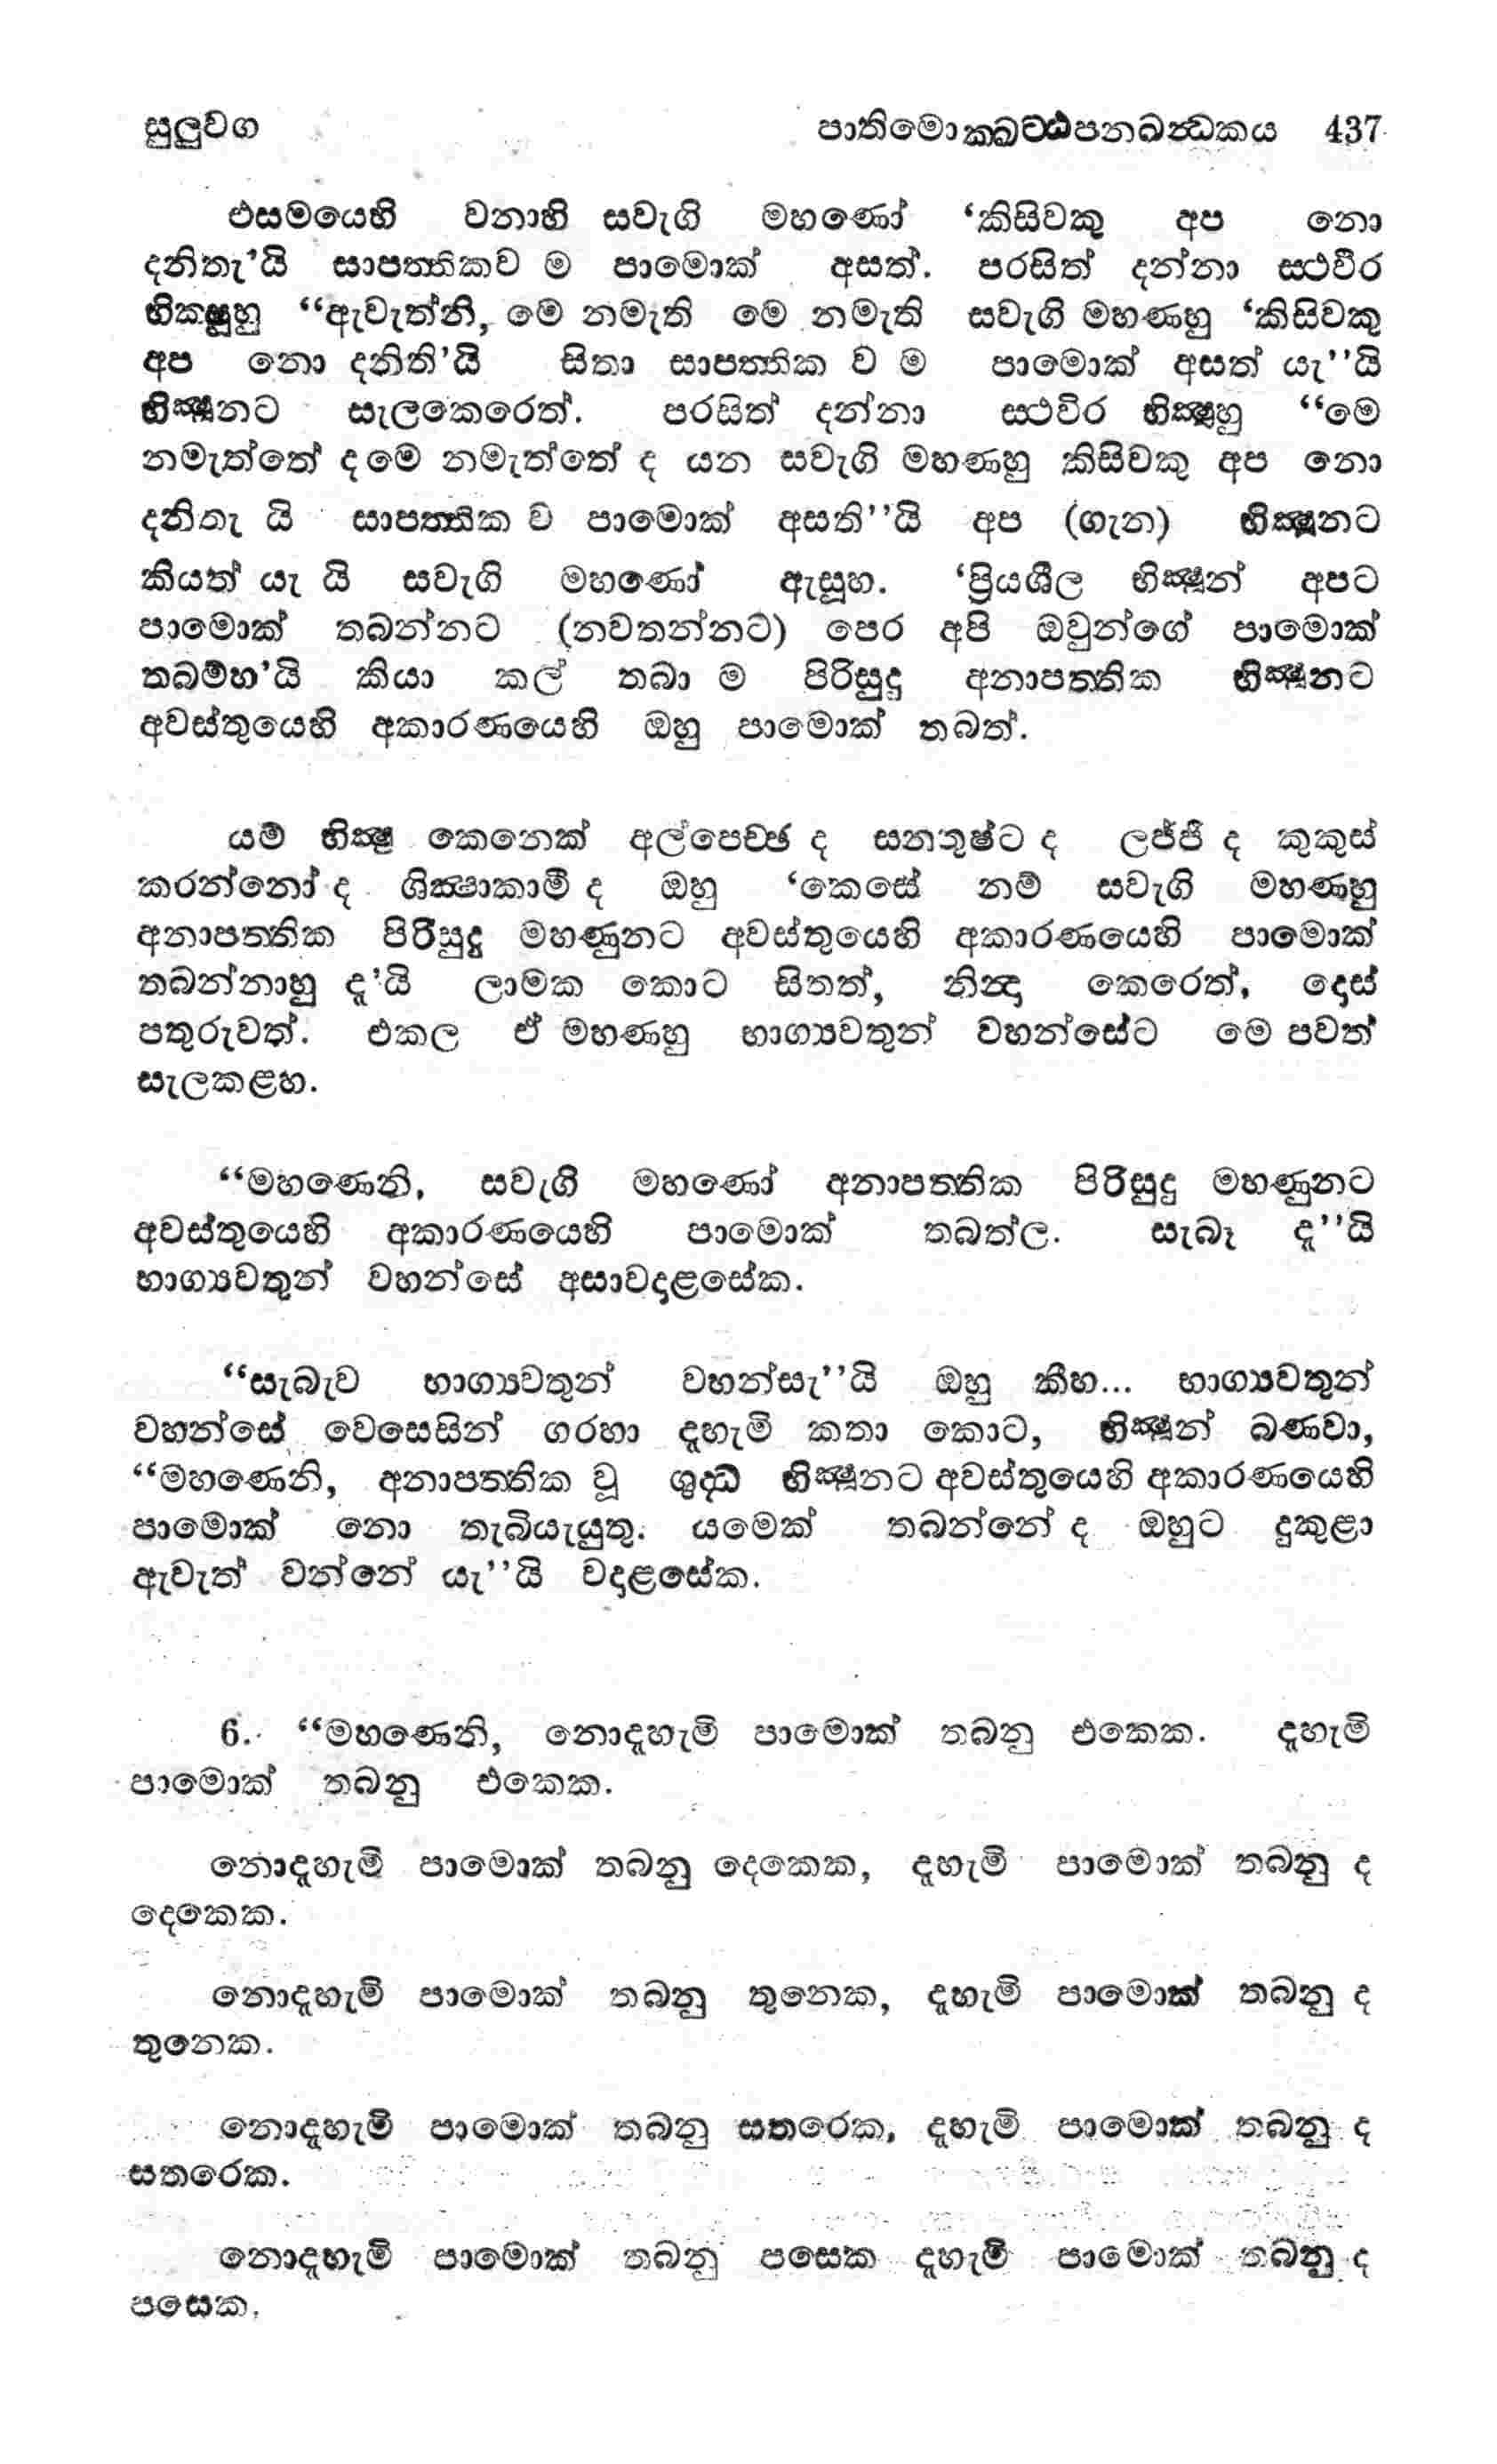 සුලුවග පාතිමොක්ඛට්ඨපනඛන්ධකය 437
එසමයෙහි වනාහි සවැගි මහණෝ ‘කිසිවකු අප නො
දනිතැ’යි සාපත්තිකව ම පාමොක් අසත්. පරසිත් දන්නා ස්ථවිර
භික්ෂූහු “ඇවැත්නි, මෙ නමැති මෙ නමැති සවැගි මහණහු ‘කිසිවකු
අප නො දනිති’යි සිතා සාපත්තික ව ම පාමොක් අසත් යැ’’යි
භික්ෂූනට සැලකෙරෙත්. පරසිත් දන්නා ස්ථවිර භික්ෂූහු “මෙ
නමැත්තේ ද මෙ නමැත්තේ ද යන සවැගි මහණහු කිසිවකු අප නො
දනිතැ යි සාපත්තික ව පාමොක් අසති’’යි අප (ගැන) භික්ෂූනට
කියත් යැ යි සවැගි මහණෝ ඇසූහ. ‘ප්‍රියශීල භික්ෂූන් අපට
පාමොක් තබන්නට (නවතන්නට) පෙර අපි ඔවුන්ගේ පාමොක්
තබම්හ’යි කියා කල් තබා ම පිරිසුදු අනාපත්තික භික්ෂූනට
අවස්තුයෙහි අකාරණයෙහි ඔහු පාමොක් තබත්.
යම් භික්ෂු කෙනෙක් අල්පෙච්ඡ ද සන්තුෂ්ට ද ලජ්ජී ද කුකුස්
කරන්නෝ ද ශික්ෂාකාමී ද ඔහු ‘කෙසේ නම් සවැගි මහණහු
අනාපත්තික පිරිසුදු මහණුනට අවස්තුයෙහි අකාරණයෙහි පාමොක්
තබන්නාහු දැ’යි ලාමක කොට සිතත්, නින්දා කෙරෙත්, දොස්
පතුරුවත්. එකල ඒ මහණහු භාග්‍යවතුන් වහන්සේට මෙ පවත්
සැලකළහ.
“මහණෙනි, සවැගි මහණෝ අනාපත්තික පිරිසුදු මහණුනට
අවස්තුයෙහි අකාරණයෙහි පාමොක් තබත්ල. සැබෑ දැ’’යි
භාග්‍යවතුන් වහන්සේ අසාවදාළසේක.
“සැබැව භාග්‍යවතුන් වහන්සැ’’යි ඔහු කීහ... භාග්‍යවතුන්
වහන්සේ වෙසෙසින් ගරහා දැහැමි කතා කොට, භික්ෂූන් බණවා,
“මහණෙනි, අනාපත්තික වූ ශුද්ධ භික්ෂූනට අවස්තුයෙහි අකාරණයෙහි
පාමොක් නො තැබියැයුතු. යමෙක් තබන්නේ ද ඔහුට දුකුළා
ඇවැත් වන්නේ යැ’’යි වදාළසේක.
6. “මහණෙනි, නොදැහැමි පාමොක් තබනු එකෙක. දැහැමි
පාමොක් තබනු එකෙක.
නොදැහැමි පාමොක් තබනු දෙකෙක, දැහැමි පාමොක් තබනු ද
දෙකෙක.
නොදැහැමි පාමොක් තබනු තුනෙක, දැහැමි පාමොක් තබනු ද
තුනෙක.
නොදැහැමි පාමොක් තබනු සතරෙක, දැහැමි පාමොක් තබනු ද
සතරෙක.
නොදැහැමි පාමොක් තබනු පසෙක දැහැමි පාමොක් තබනු ද
පසෙක.